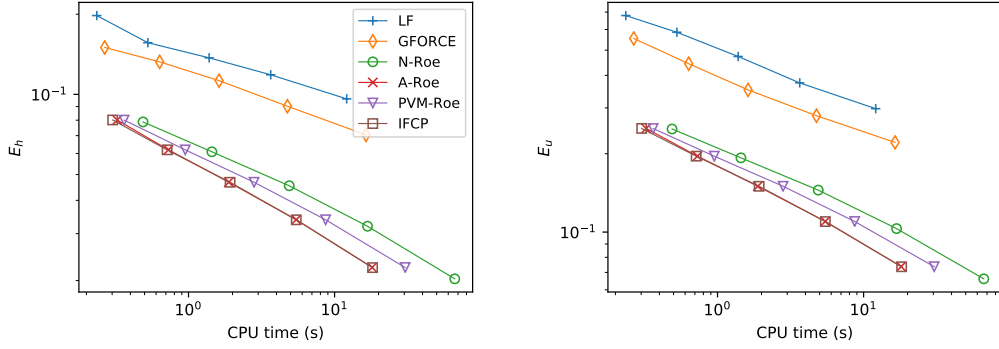 LF
GFORCE
N-Roe
A-Roe
PVM-Roe
IFCP
10⁻¹
E_h
10⁰
10¹
CPU time (s)
10⁻¹
E_u
10⁰
10¹
CPU time (s)